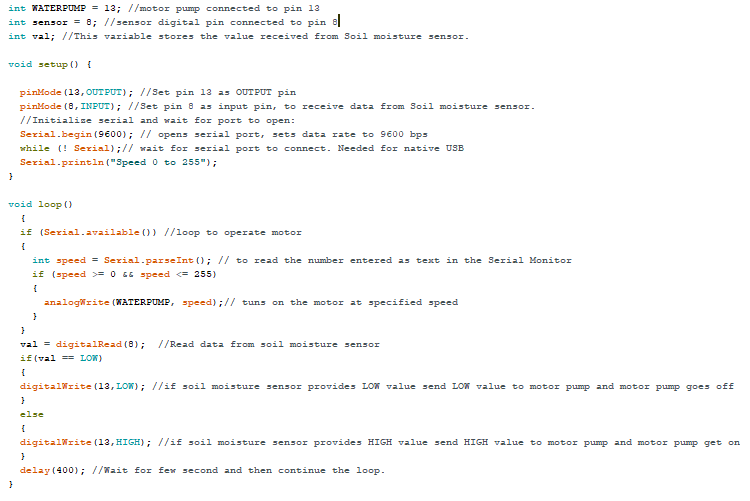 int WATERPUMP = 13; //motor pump connected to pin 13
int sensor = 8; //sensor digital pin connected to pin 8
int val; //This variable stores the value received from Soil moisture sensor.

void setup() {

  pinMode(13,OUTPUT); //Set pin 13 as OUTPUT pin
  pinMode(8,INPUT); //Set pin 8 as input pin, to receive data from Soil moisture sensor.
  //Initialize serial and wait for port to open:
  Serial.begin(9600); // opens serial port, sets data rate to 9600 bps
  while (! Serial);// wait for serial port to connect. Needed for native USB
  Serial.println("Speed 0 to 255");
}

void loop()
  {
  if (Serial.available()) //loop to operate motor
  {
    int speed = Serial.parseInt(); // to read the number entered as text in the Serial Monitor
    if (speed >= 0 && speed <= 255)
    {
      analogWrite(WATERPUMP, speed);// tuns on the motor at specified speed
    }
  }
  val = digitalRead(8);  //Read data from soil moisture sensor
  if(val == LOW)
  {
  digitalWrite(13,LOW); //if soil moisture sensor provides LOW value send LOW value to motor pump and motor pump goes off
  }
  else
  {
  digitalWrite(13,HIGH); //if soil moisture sensor provides HIGH value send HIGH value to motor pump and motor pump get on
  }
  delay(400); //Wait for few second and then continue the loop.
}